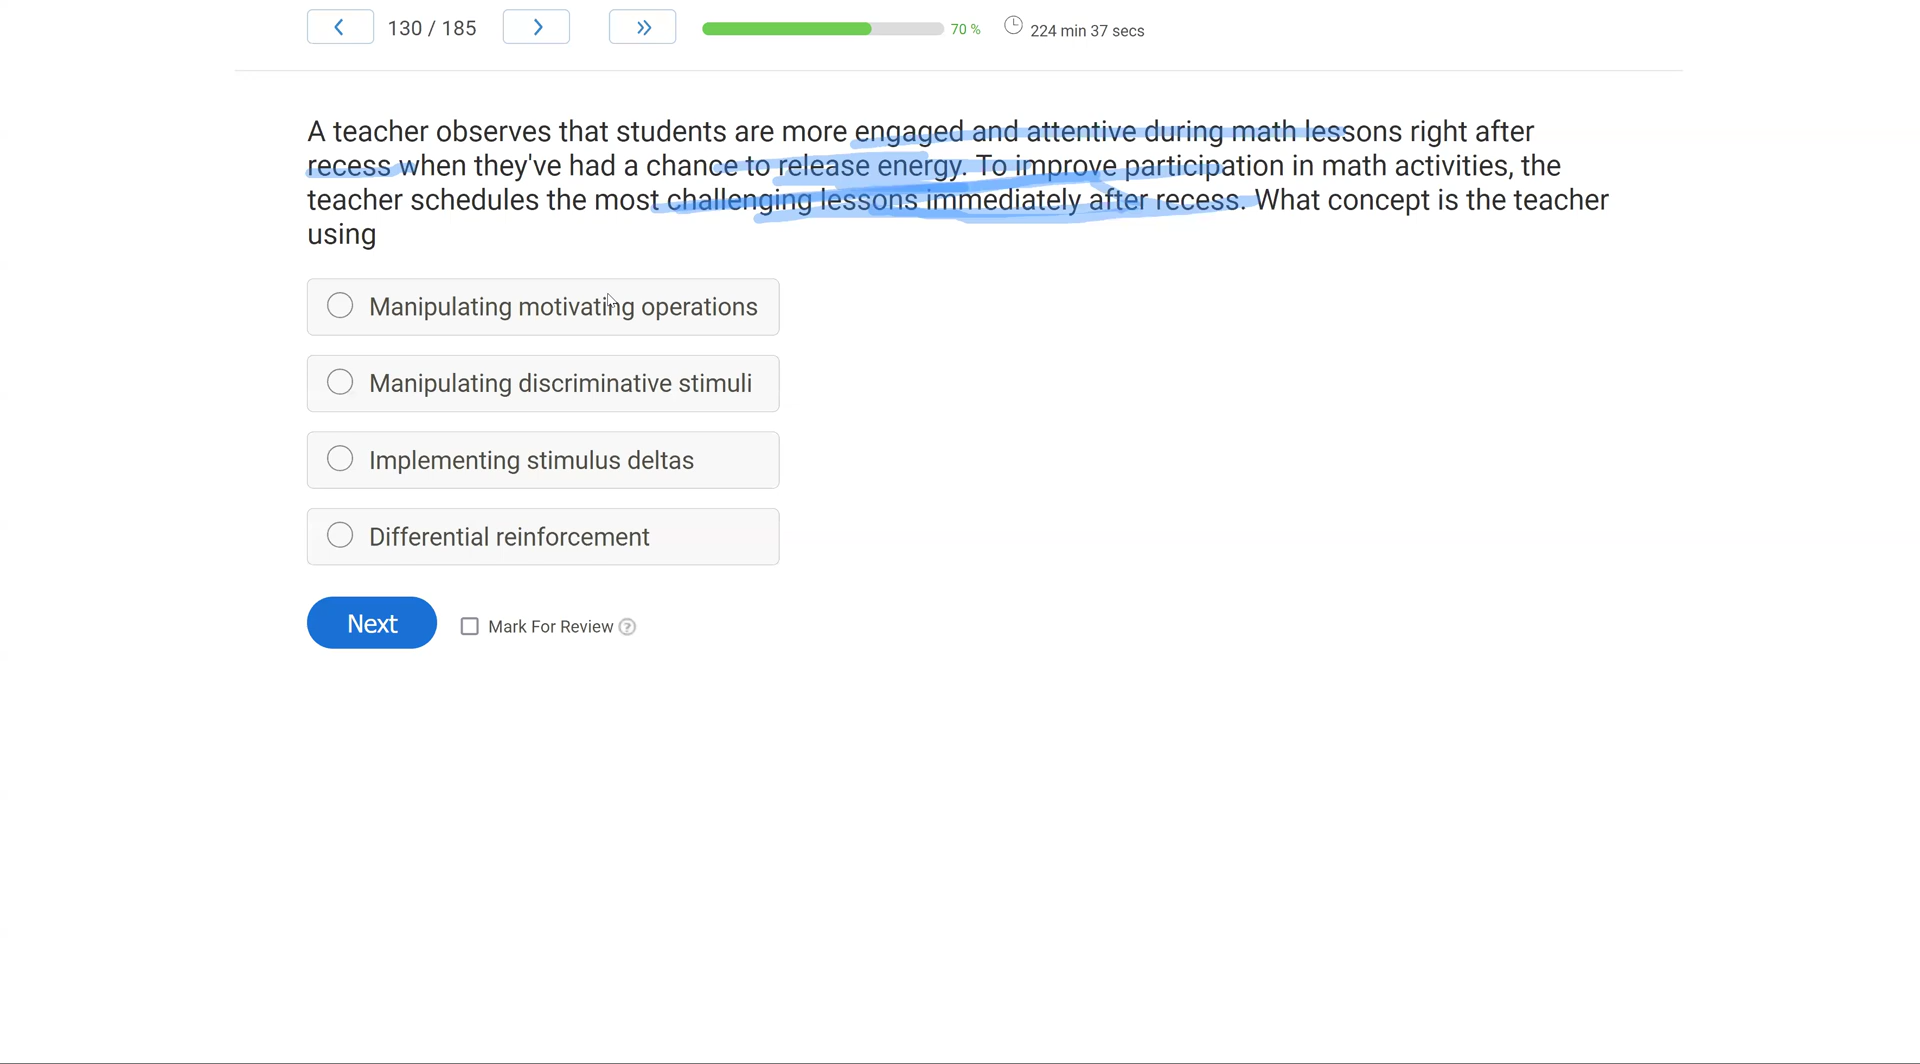 130 / 185
70 %
224 min 37 secs
A teacher observes that students are more engaged and attentive during math lessons right after
recess when they've had a chance to release energy. To improve participation in math activities, the
teacher schedules the most challenging lessons immediately after recess. What concept is the teacher
using
Manipulating motivating operations
Manipulating discriminative stimuli
Implementing stimulus deltas
Differential reinforcement
Next
Mark For Review ?